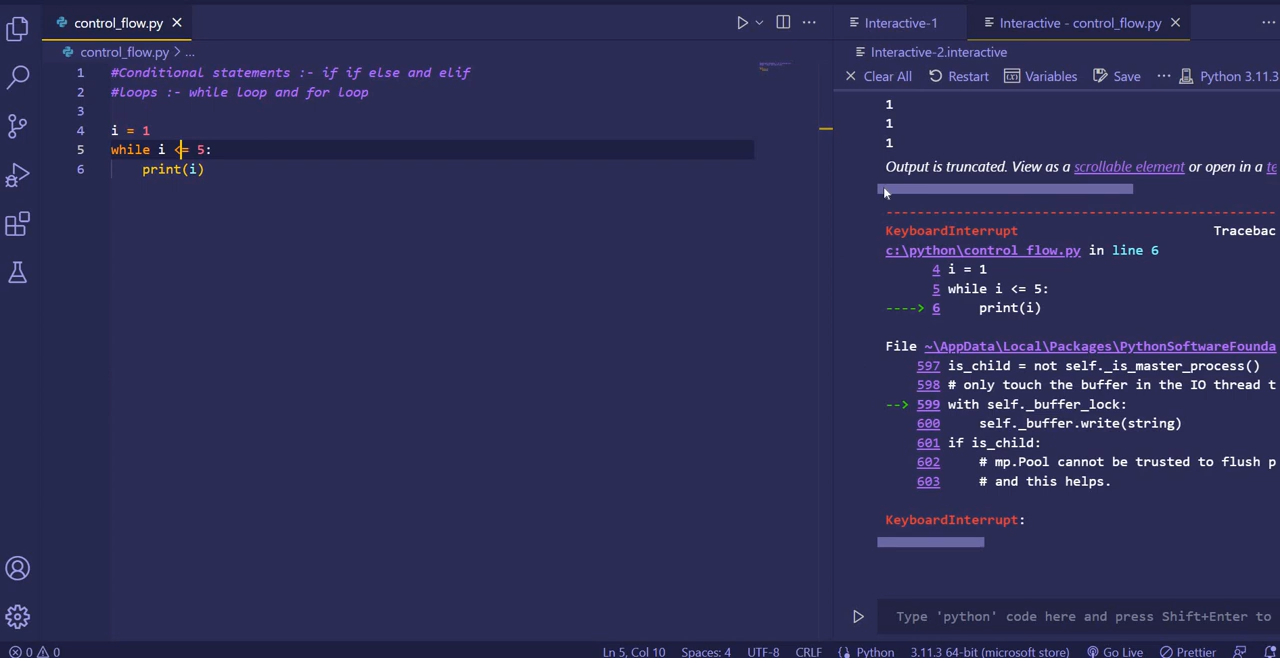 control_flow.py
control_flow.py > ...
1 #Conditional statements :- if if else and elif
2 #loops :- while loop and for loop
3
4 i = 1
5 while i <= 5:
6 print(i)
Interactive-1 Interactive - control_flow.py
Interactive-2.interactive
Clear All Restart Variables Save ... Python 3.11.3
1
1
1
Output is truncated. View as a scrollable element or open in a te
KeyboardInterrupt Tracebac
c:\python\control_flow.py in line 6
4 i = 1
5 while i <= 5:
----> 6 print(i)
File ~\AppData\Local\Packages\PythonSoftwareFounda
597 is_child = not self._is_master_process()
598 # only touch the buffer in the IO thread t
--> 599 with self._buffer_lock:
600 self._buffer.write(string)
601 if is_child:
602 # mp.Pool cannot be trusted to flush p
603 # and this helps.
KeyboardInterrupt:
Type 'python' code here and press Shift+Enter to
0 0 Ln 5, Col 10 Spaces: 4 UTF-8 CRLF Python 3.11.3 64-bit (microsoft store) Go Live Prettier